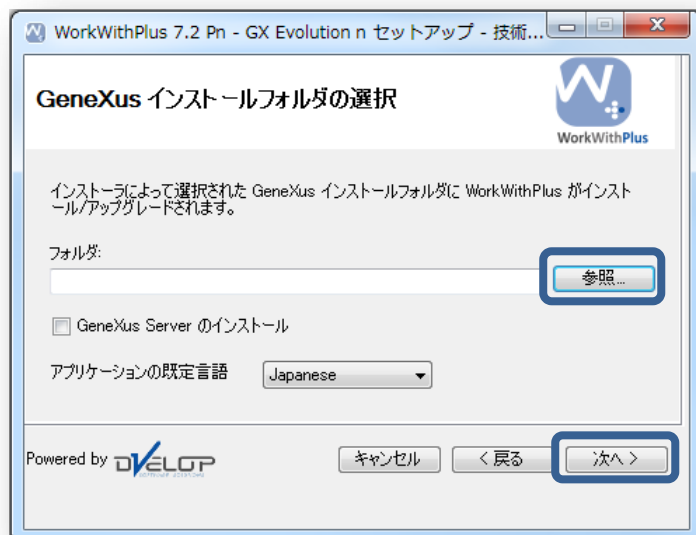 WorkWithPlus 7.2 Pn - GX Evolution n セットアップ - 技術...
GeneXus インストールフォルダの選択
WorkWithPlus
インストーラによって選択された GeneXus インストールフォルダに WorkWithPlus がインスト
ール/アップグレードされます。
フォルダ:
参照...
GeneXus Server のインストール
アプリケーションの既定言語
Japanese
Powered by DVELOP
キャンセル
< 戻る
次へ >